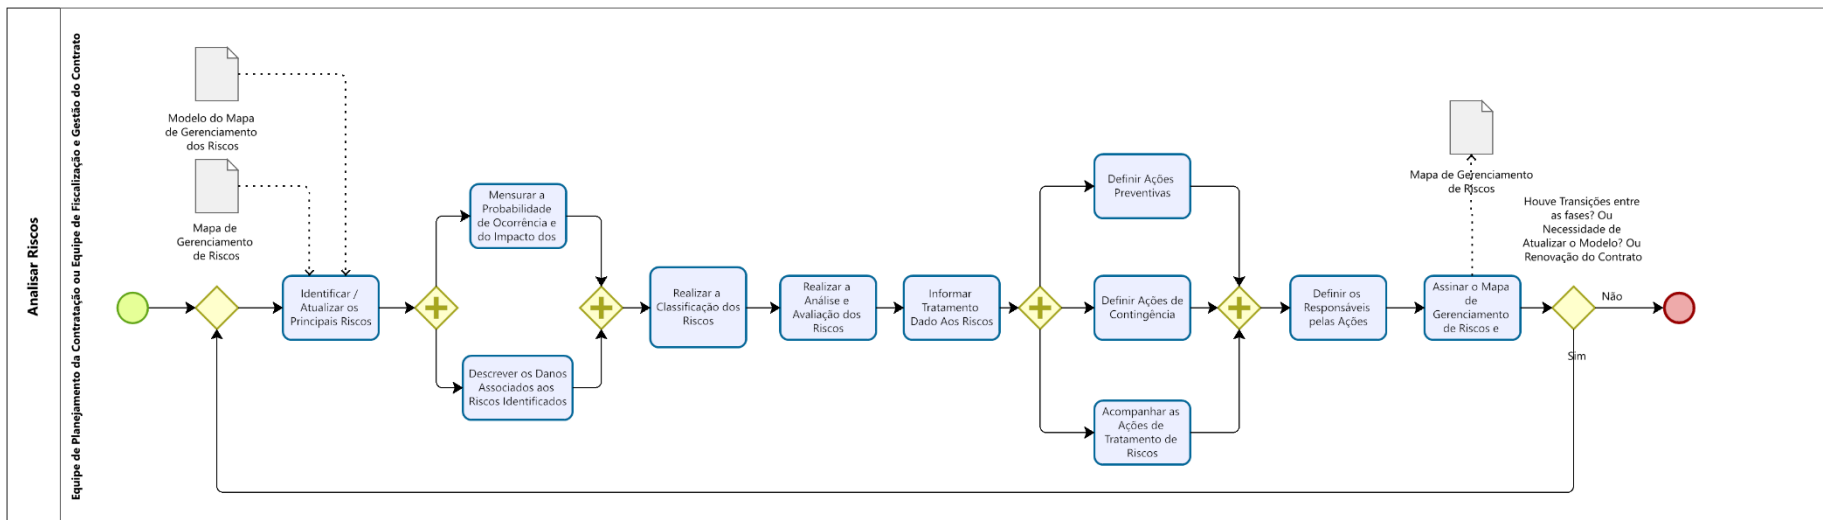 Analisar Riscos
Equipe de Planejamento da Contratação ou Equipe de Fiscalização e Gestão do Contrato
Modelo do Mapa
de Gerenciamento
dos Riscos
Mapa de
Gerenciamento
de Riscos
Identificar /
Atualizar os
Principais Riscos
Mensurar a
Probabilidade
de Ocorrência e
do Impacto dos
Descrever os Danos
Associados aos
Riscos Identificados
Realizar a
Classificação dos
Riscos
Realizar a
Análise e
Avaliação dos
Riscos
Informar
Tratamento
Dado Aos Riscos
Definir Ações
Preventivas
Definir Ações de
Contingência
Acompanhar as
Ações de
Tratamento de
Riscos
Definir os
Responsáveis
pelas Ações
Mapa de Gerenciamento
de Riscos
Assinar o Mapa
de
Gerenciamento
de Riscos e
Houve Transições entre
as fases? Ou
Necessidade de
Atualizar o Modelo? Ou
Renovação do Contrato
Não
Sim